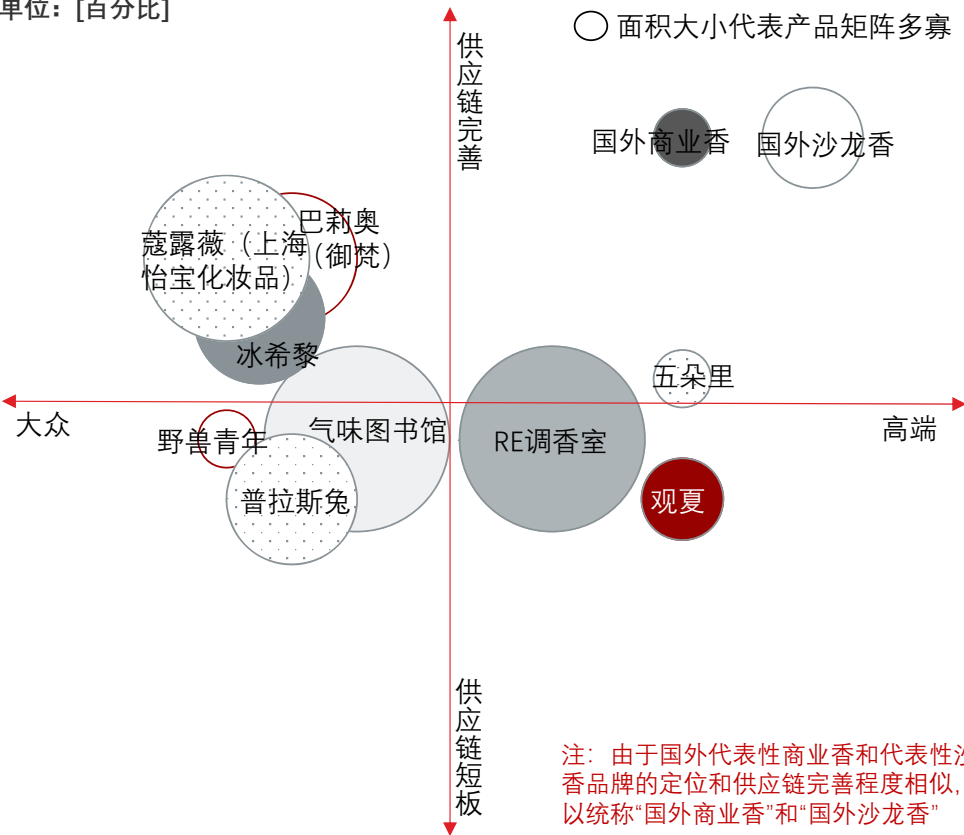 单位：[百分比]
面积大小代表产品矩阵多寡
供应链完善
国外商业香
国外沙龙香
巴莉奥
（御梵）
蔻露薇（上海
怡宝化妆品）
冰希黎
五朵里
大众
高端
野兽青年
气味图书馆
RE调香室
普拉斯兔
观夏
供应链短板
注：由于国外代表性商业香和代表性沙
香品牌的定位和供应链完善程度相似,
以统称“国外商业香”和“国外沙龙香”